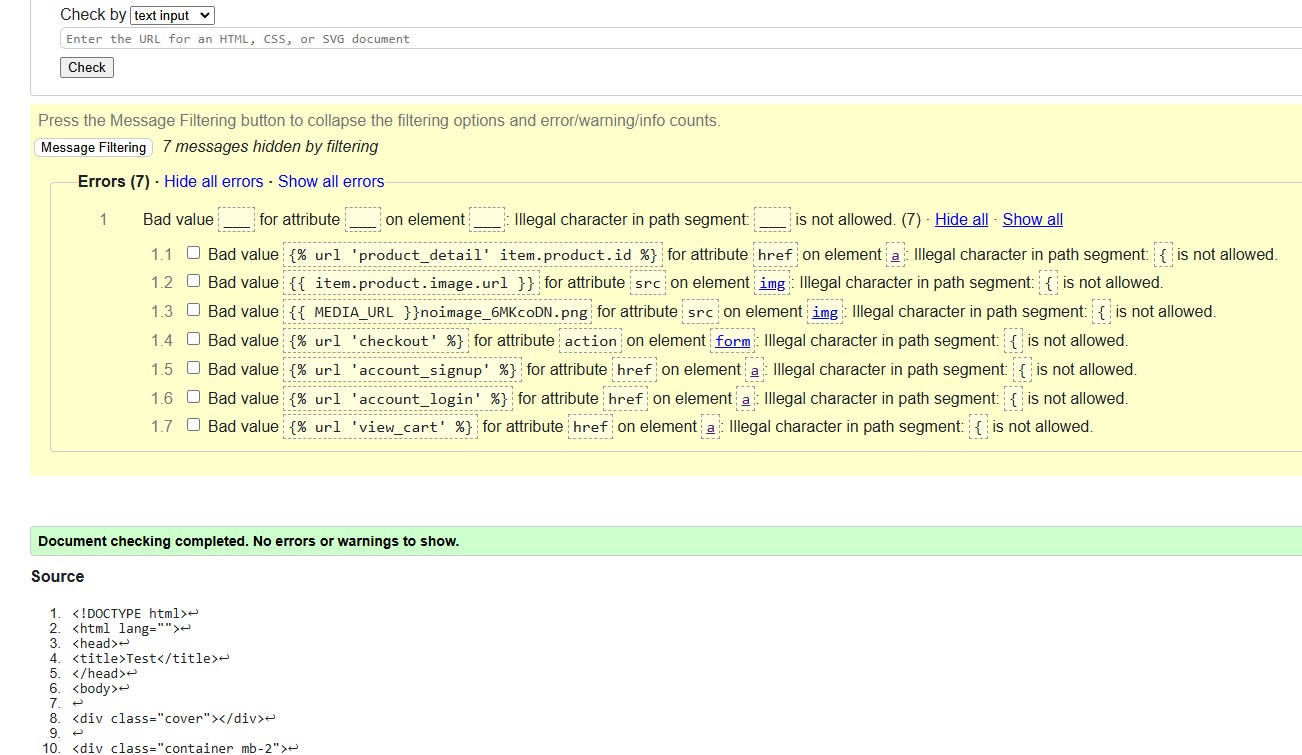 Check by text input
Enter the URL for an HTML, CSS, or SVG document
Check
Press the Message Filtering button to collapse the filtering options and error/warning/info counts.
Message Filtering 7 messages hidden by filtering
Errors (7) · Hide all errors · Show all errors
1 Bad value ___ for attribute ___ on element ___: Illegal character in path segment: ___ is not allowed. (7) · Hide all · Show all
1.1 Bad value {% url 'product_detail' item.product.id %} for attribute href on element a: Illegal character in path segment: { is not allowed.
1.2 Bad value {{ item.product.image.url }} for attribute src on element img: Illegal character in path segment: { is not allowed.
1.3 Bad value {{ MEDIA_URL }}noimage_6MKcoDN.png for attribute src on element img: Illegal character in path segment: { is not allowed.
1.4 Bad value {% url 'checkout' %} for attribute action on element form: Illegal character in path segment: { is not allowed.
1.5 Bad value {% url 'account_signup' %} for attribute href on element a: Illegal character in path segment: { is not allowed.
1.6 Bad value {% url 'account_login' %} for attribute href on element a: Illegal character in path segment: { is not allowed.
1.7 Bad value {% url 'view_cart' %} for attribute href on element a: Illegal character in path segment: { is not allowed.
Document checking completed. No errors or warnings to show.
Source
1. <!DOCTYPE html>↩
2. <html lang="">↩
3. <head>↩
4. <title>Test</title>↩
5. </head>↩
6. <body>↩
7. ↩
8. <div class="cover"></div>↩
9. ↩
10. <div class="container mb-2">↩